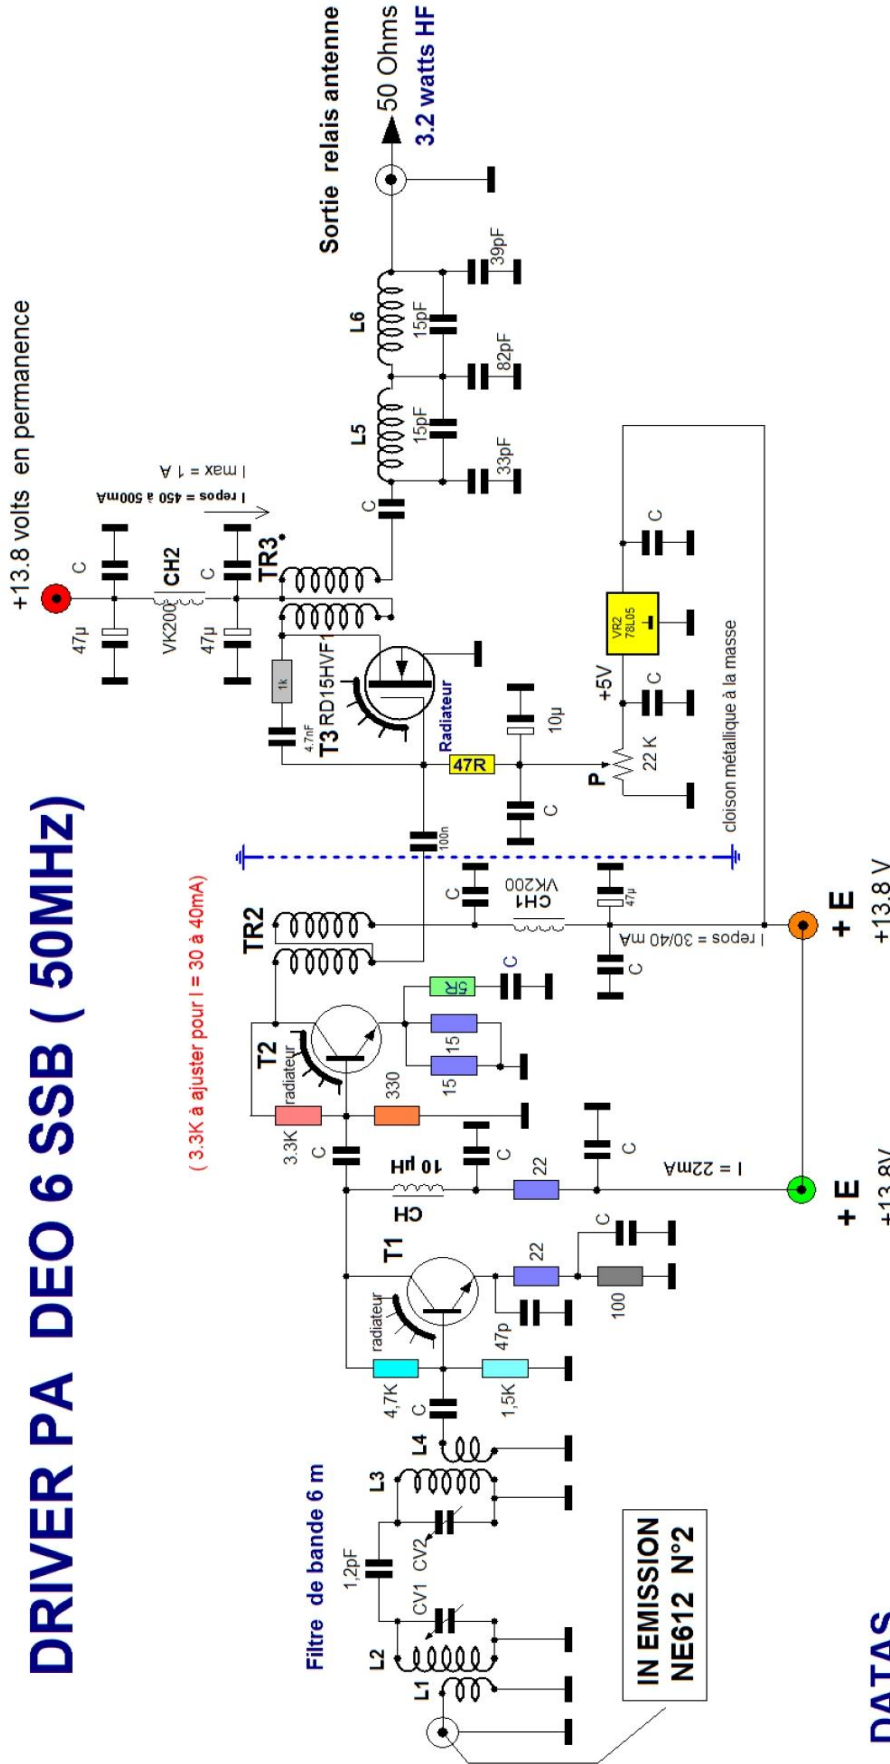 DRIVER PA DEO 6 SSB ( 50MHz)
+13.8 volts en permanence
( 3.3K à ajuster pour I = 30 à 40mA)
47µ
C
CH2
VK200
47µ
C
I repos = 450 à 500mA
I max = 1 A
TR3
1k
4.7nF
T3 RD15HVF1
Radiateur
Sortie relais antenne
50 Ohms
3.2 watts HF
L5
L6
15pF
15pF
33pF
82pF
39pF
C
Filtre de bande 6 m
1,2pF
L1
L2
CV1
CV2
L3
L4
C
4,7K
1,5K
radiateur
T1
47p
22
100
C
CH
10 µH
C
22
C
I = 22mA
C
3.3K
radiateur
T2
330
15
15
5R
C
TR2
C
CH1
VK200
47µ
C
I repos = 30/40 mA
100n
47R
10µ
C
P
22 K
+5V
C
VR2
78L05
C
cloison métallique à la masse
IN EMISSION
NE612 N°2
+ E
+13.8V
+ E
+13.8 V
DATAS